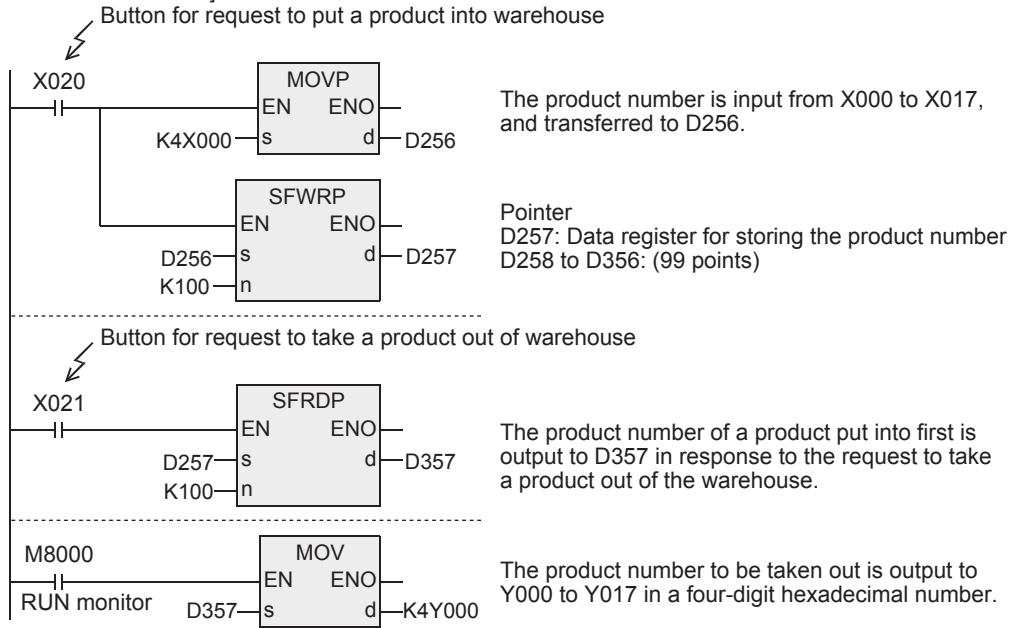 Button for request to put a product into warehouse
X020
MOVP
EN ENO
K4X000 s d D256
The product number is input from X000 to X017,
and transferred to D256.
SFWRP
EN ENO
D256 s d D257
K100 n
Pointer
D257: Data register for storing the product number
D258 to D356: (99 points)
Button for request to take a product out of warehouse
X021
SFRDP
EN ENO
D257 s d D357
K100 n
The product number of a product put into first is
output to D357 in response to the request to take
a product out of the warehouse.
M8000
RUN monitor
MOV
EN ENO
D357 s d K4Y000
The product number to be taken out is output to
Y000 to Y017 in a four-digit hexadecimal number.